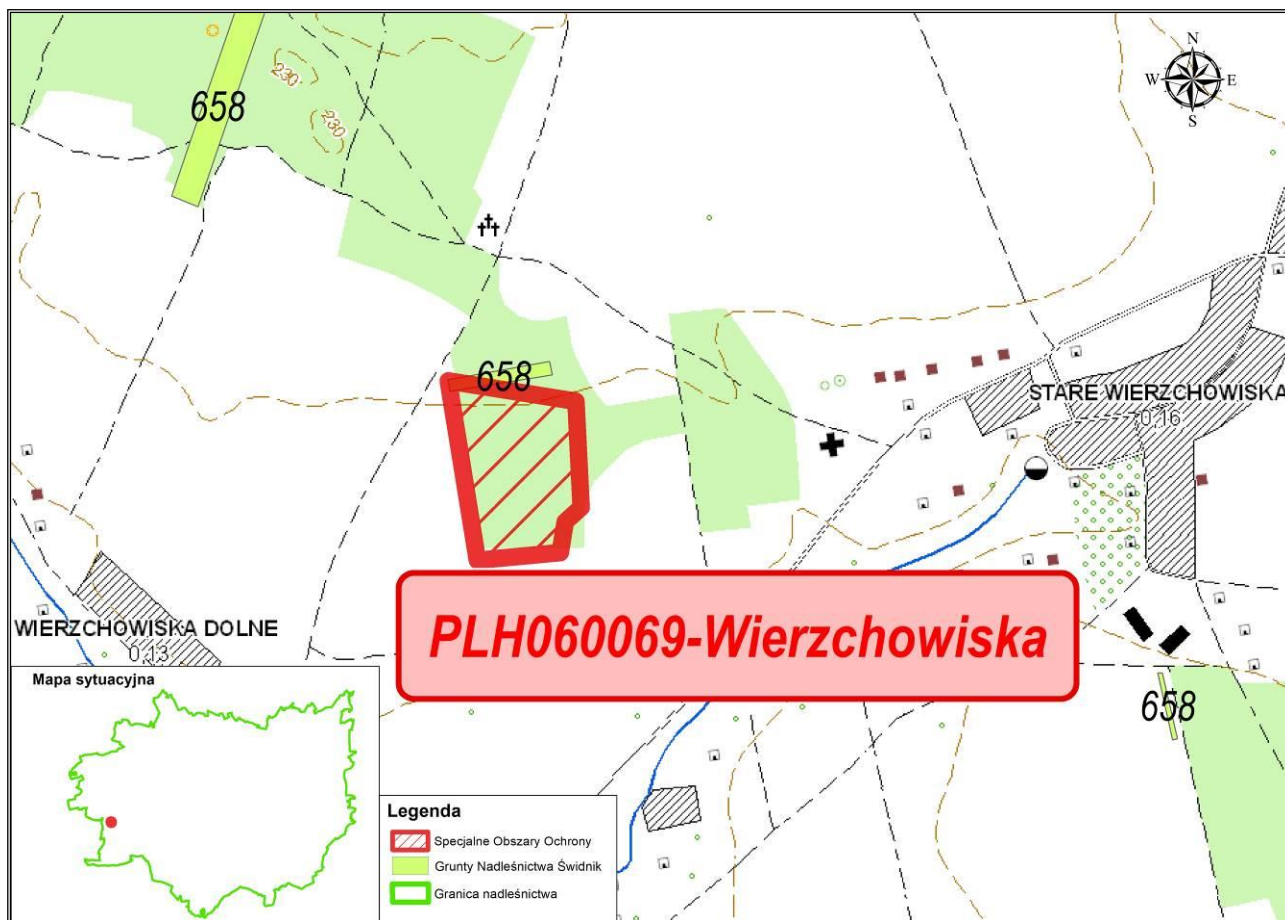 N
W E
S
658
230
230
658
STARE WIERZCHOWISKA
0,16
WIERZCHOWISKA DOLNE
0,13
PLH060069-Wierzchowiska
658
Mapa sytuacyjna
Legenda
Specjalne Obszary Ochrony
Grunty Nadleśnictwa Świdnik
Granica nadleśnictwa